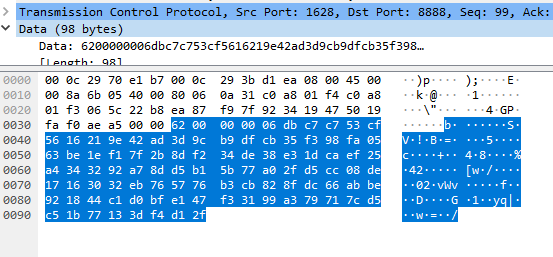 Transmission Control Protocol, Src Port: 1628, Dst Port: 8888, Seq: 99, Ack:
Data (98 bytes)
Data: 6200000006dbc7c753cf5616219e42ad3d9cb9dfcb35f398…
[Length: 98]
0000 00 0c 29 70 e1 b7 00 0c 29 3b d1 ea 08 00 45 00 ··)p···· );····E·
0010 00 8a 6b 05 40 00 80 06 0a 31 c0 a8 01 f4 c0 a8 ··k·@··· ·1······
0020 01 f3 06 5c 22 b8 ea 87 f9 7f 92 34 19 47 50 19 ···\"··· ···4·GP·
0030 fa f0 ae a5 00 00 62 00 00 00 06 db c7 c7 53 cf ······b· ······S·
0040 56 16 21 9e 42 ad 3d 9c b9 df cb 35 f3 98 fa 05 V·!·B·=· ···5····
0050 63 be 1e f1 7f 2b 8d f2 34 de 38 e3 1d ca ef 25 c····+·· 4·8····%
0060 a4 34 32 92 a7 8d d5 b1 5b 77 a0 2f d5 cc 08 de ·42····· [w·/····
0070 17 16 30 32 eb 76 57 76 b3 cb 82 8f dc 66 ab be ··02·vWv ·····f··
0080 92 18 44 c1 d0 bf e1 47 f3 31 99 a3 79 71 7c d5 ··D····G ·1··yq|·
0090 c5 1b 77 13 3d f4 d1 2f ··w·=··/